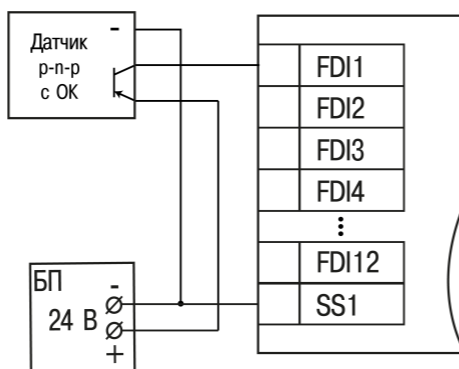 Датчик
p-n-p
с ОК
-
FDI1
FDI2
FDI3
FDI4
⋮
FDI12
SS1
БП
-
24 В
+